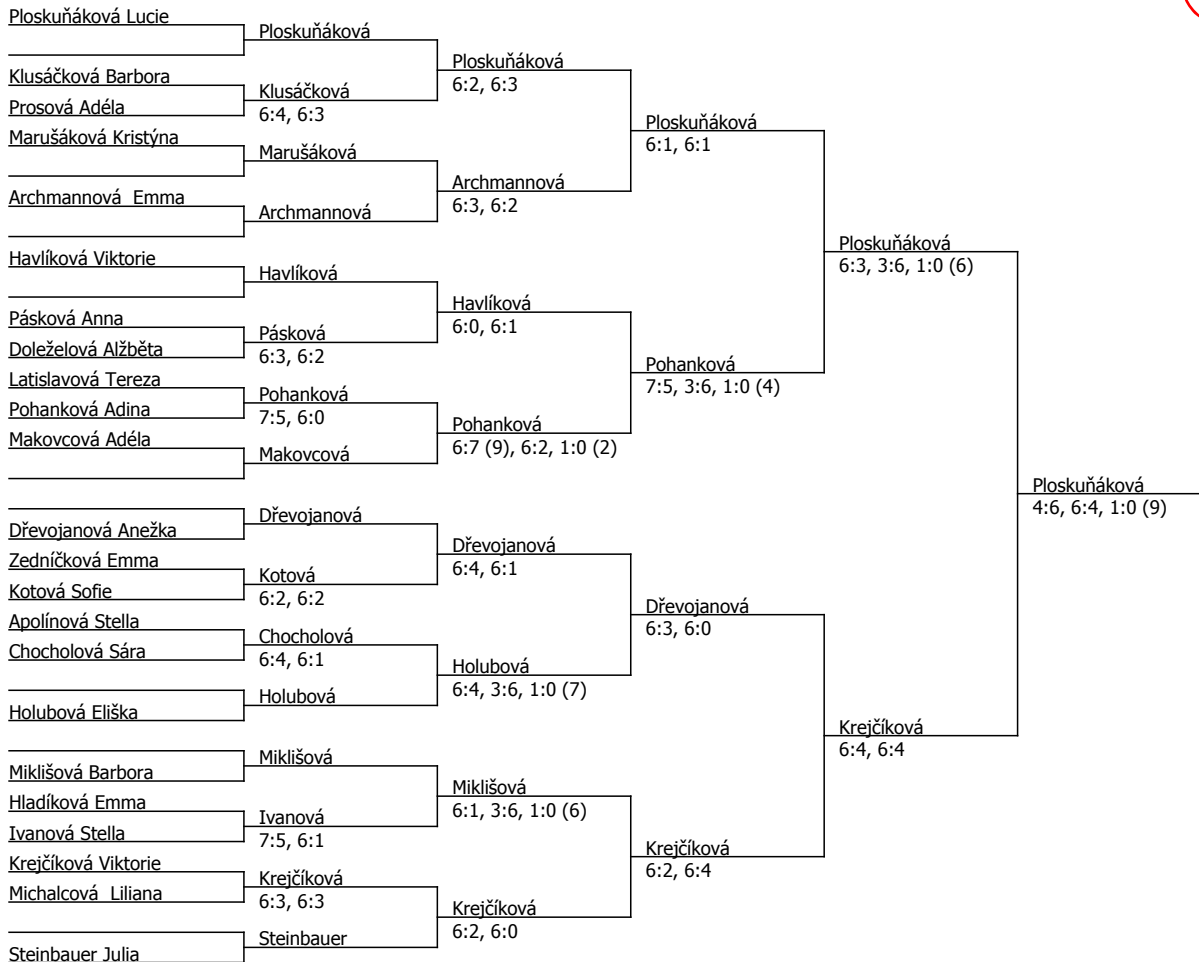 Ploskuňáková Lucie
Ploskuňáková
Ploskuňáková
6:2, 6:3
Klusáčková Barbora
Klusáčková
Prosová Adéla
6:4, 6:3
Ploskuňáková
6:1, 6:1
Marušáková Kristýna
Marušáková
Archmannová
6:3, 6:2
Archmannová  Emma
Archmannová
Ploskuňáková
6:3, 3:6, 1:0 (6)
Havlíková Viktorie
Havlíková
Havlíková
6:0, 6:1
Pásková Anna
Pásková
Doleželová Alžběta
6:3, 6:2
Pohanková
7:5, 3:6, 1:0 (4)
Latislavová Tereza
Pohanková
Pohanková Adina
7:5, 6:0
Pohanková
6:7 (9), 6:2, 1:0 (2)
Makovcová Adéla
Makovcová
Ploskuňáková
4:6, 6:4, 1:0 (9)
Dřevojanová
Dřevojanová Anežka
Dřevojanová
6:4, 6:1
Zedníčková Emma
Kotová
Kotová Sofie
6:2, 6:2
Dřevojanová
6:3, 6:0
Apolínová Stella
Chocholová
Chocholová Sára
6:4, 6:1
Holubová
6:4, 3:6, 1:0 (7)
Holubová
Holubová Eliška
Krejčíková
6:4, 6:4
Miklišová
Miklišová Barbora
Miklišová
6:1, 3:6, 1:0 (6)
Hladíková Emma
Ivanová
Ivanová Stella
7:5, 6:1
Krejčíková
6:2, 6:4
Krejčíková Viktorie
Krejčíková
Michalcová  Liliana
6:3, 6:3
Krejčíková
6:2, 6:0
Steinbauer
Steinbauer Julia